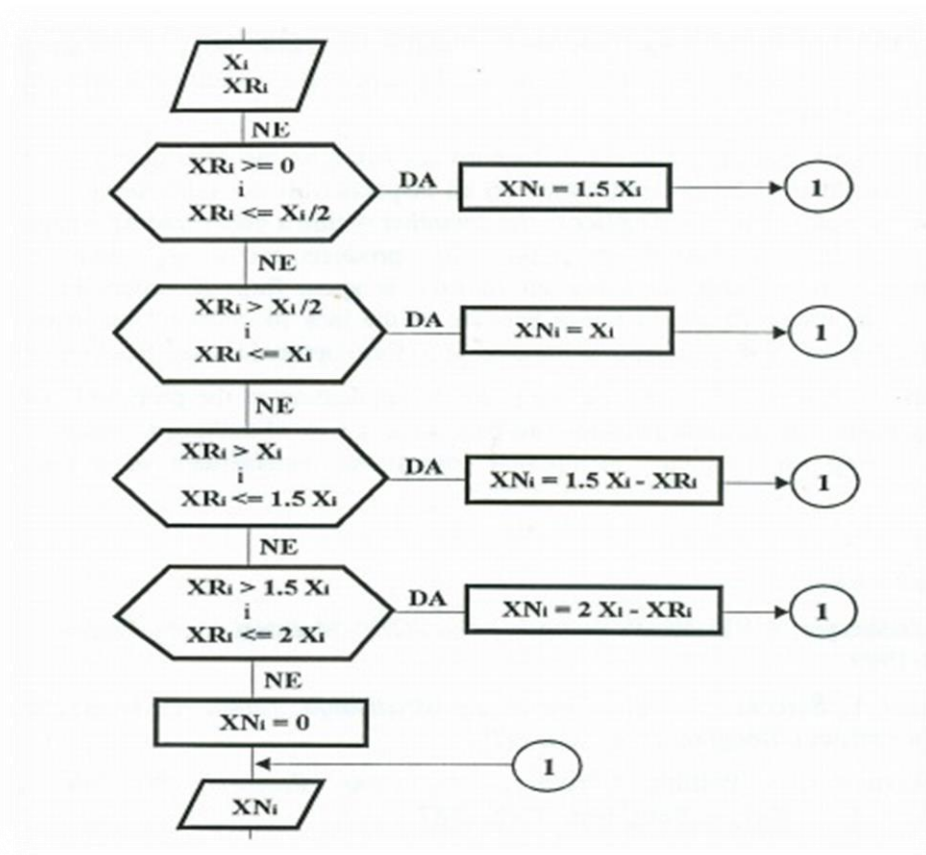 Xi
XRi
NE
XRi >= 0
i
XRi <= Xi/2
DA
XNi = 1.5 Xi
1
NE
XRi > Xi/2
i
XRi <= Xi
DA
XNi = Xi
1
NE
XRi > Xi
i
XRi <= 1.5 Xi
DA
XNi = 1.5 Xi - XRi
1
NE
XRi > 1.5 Xi
i
XRi <= 2 Xi
DA
XNi = 2 Xi - XRi
1
NE
XNi = 0
1
XNi